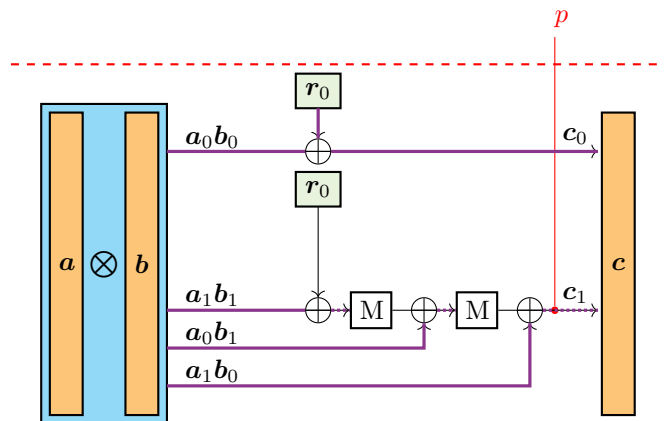 p
r₀
a₀b₀ c₀
r₀
a ⊗ b c
a₁b₁ M M c₁
a₀b₁
a₁b₀